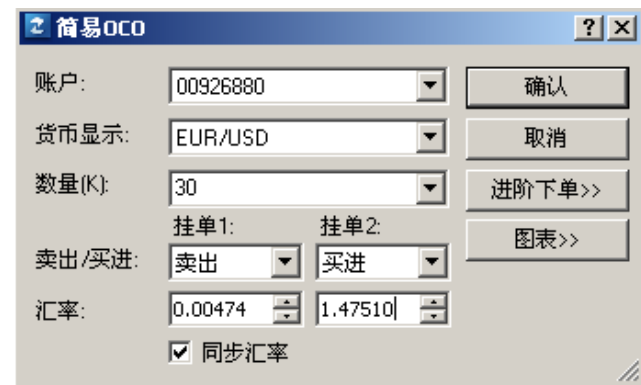 简易OCO
账户: 00926880 确认
货币显示: EUR/USD 取消
数量(K): 30 进阶下单>>
挂单1: 挂单2: 图表>>
卖出/买进: 卖出 买进
汇率: 0.00474 1.47510
同步汇率